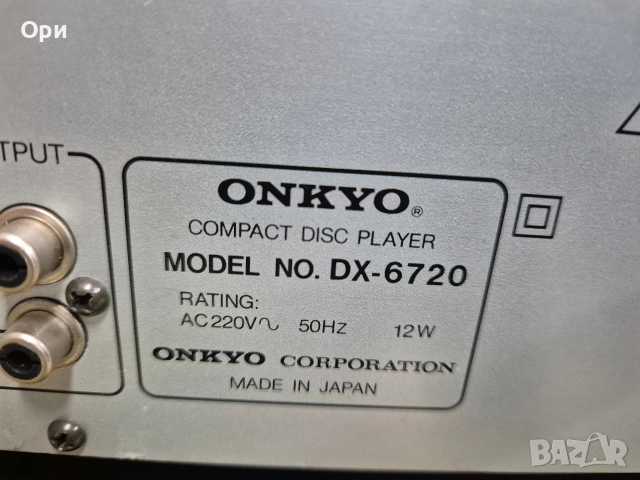 Ори
TPUT
ONKYO®
COMPACT DISC PLAYER
MODEL NO. DX-6720
RATING:
AC220V∿ 50HZ 12W
ONKYO CORPORATION
MADE IN JAPAN
BAZAR